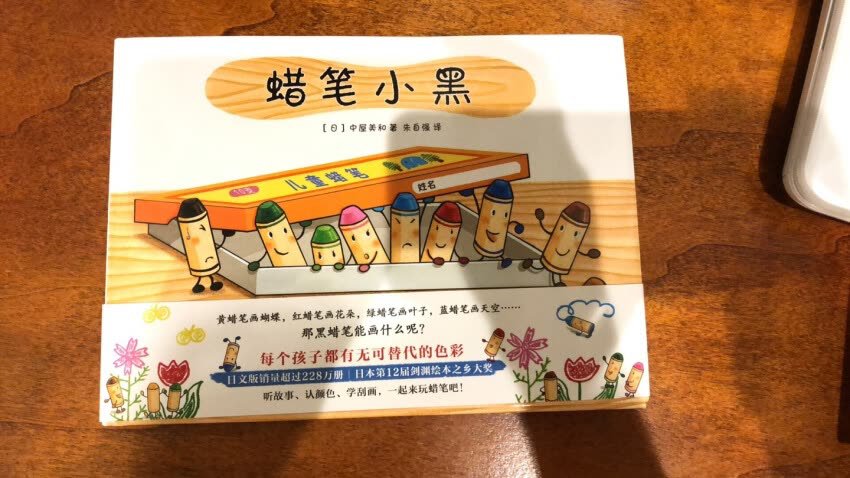 蜡笔小黑
[日]中屋美和 著 朱自强 译
10色 儿童蜡笔
姓名
黄蜡笔画蝴蝶，红蜡笔画花朵，绿蜡笔画叶子，蓝蜡笔画天空……
那黑蜡笔能画什么呢？
每个孩子都有无可替代的色彩
日文版销量超过228万册｜日本第12届剑渊绘本之乡大奖
听故事、认颜色、学刮画，一起来玩蜡笔吧！